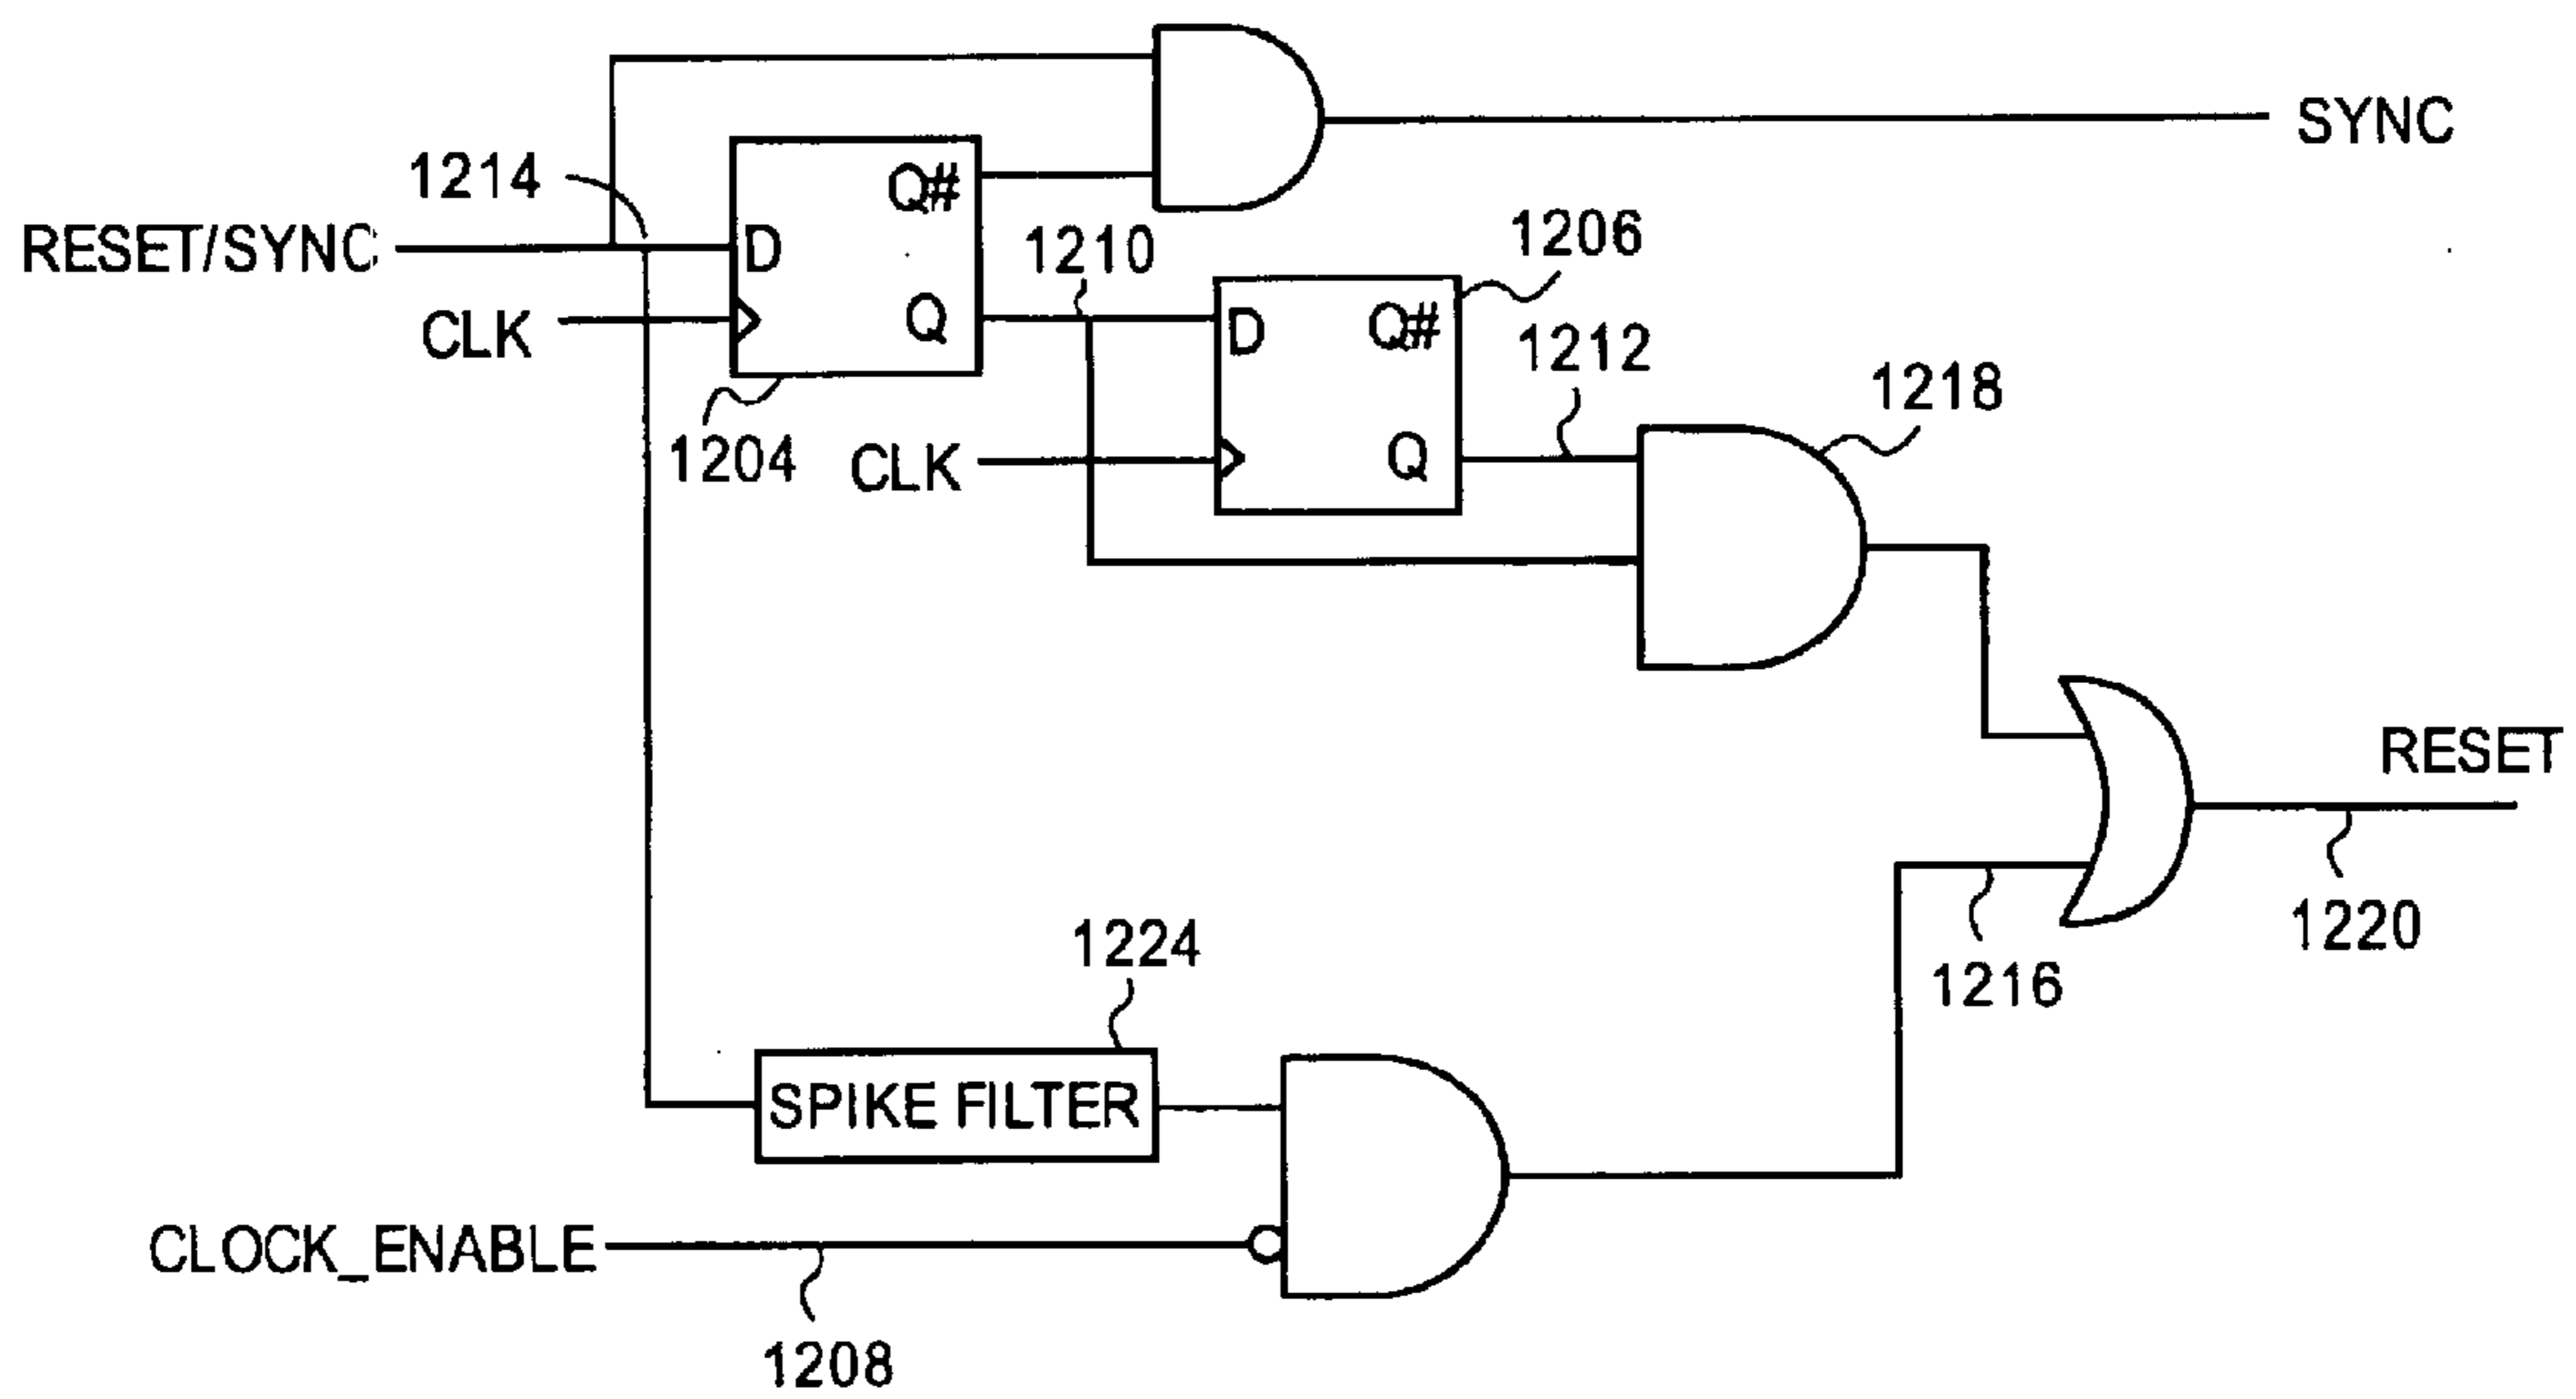 SYNC
1214
Q#
1206
RESET/SYNC
D
1210
CLK
Q
D
Q#
1212
1218
1204
CLK
Q
RESET
1224
1220
1216
SPIKE FILTER
CLOCK_ENABLE
1208